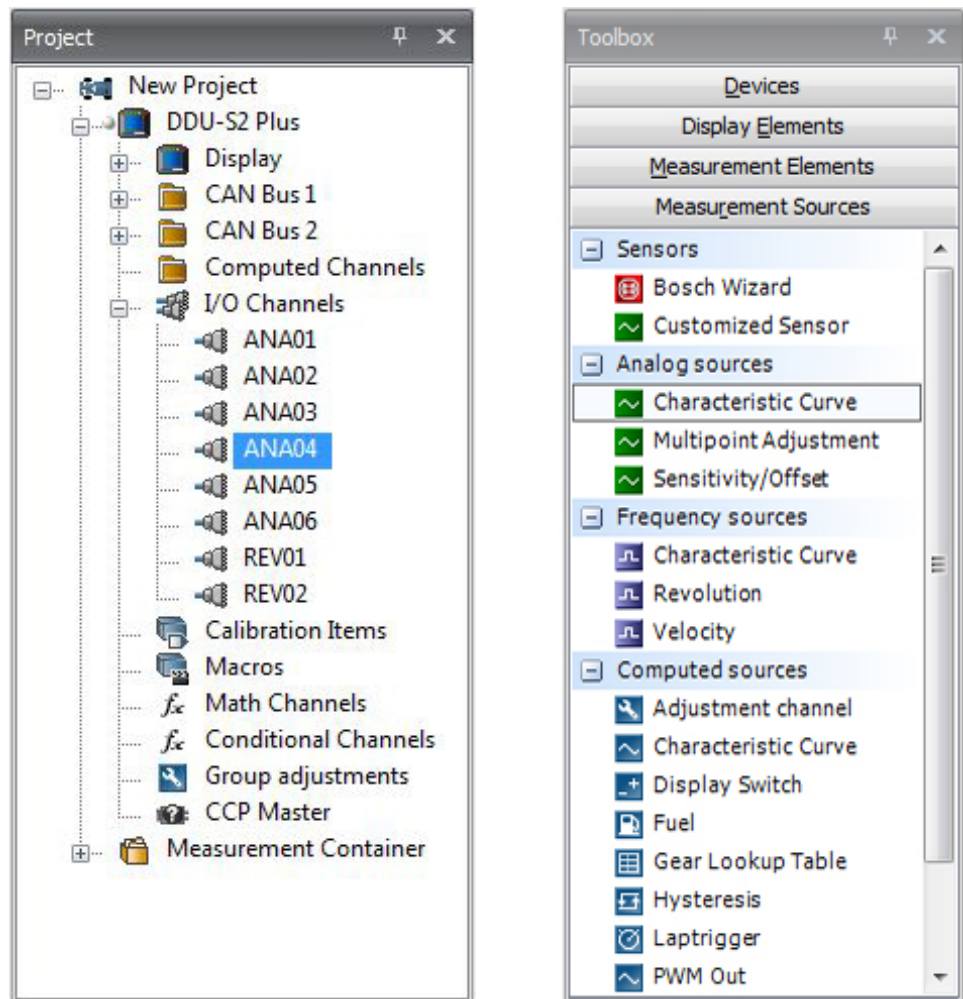 Project
New Project
DDU-S2 Plus
Display
CAN Bus 1
CAN Bus 2
Computed Channels
I/O Channels
ANA01
ANA02
ANA03
ANA04
ANA05
ANA06
REV01
REV02
Calibration Items
Macros
Math Channels
Conditional Channels
Group adjustments
CCP Master
Measurement Container
Toolbox
Devices
Display Elements
Measurement Elements
Measurement Sources
Sensors
Bosch Wizard
Customized Sensor
Analog sources
Characteristic Curve
Multipoint Adjustment
Sensitivity/Offset
Frequency sources
Characteristic Curve
Revolution
Velocity
Computed sources
Adjustment channel
Characteristic Curve
Display Switch
Fuel
Gear Lookup Table
Hysteresis
Laptrigger
PWM Out